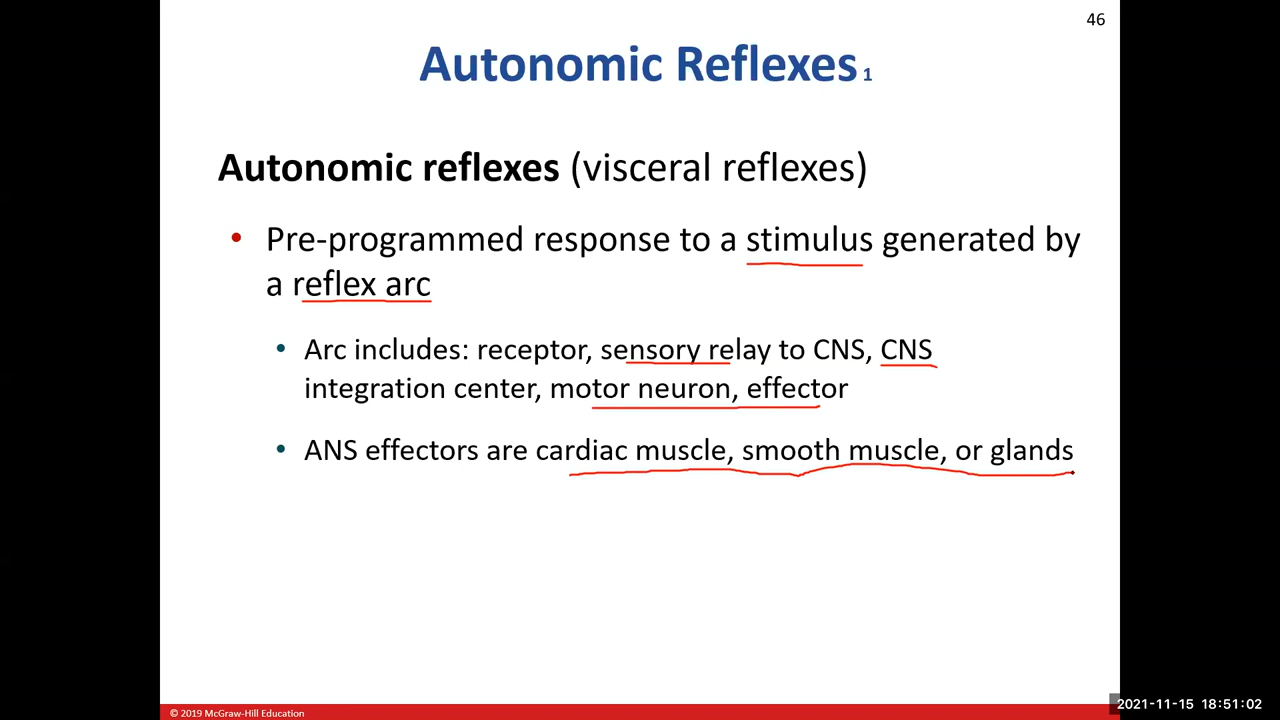 46
Autonomic Reflexes 1
Autonomic reflexes (visceral reflexes)
• Pre-programmed response to a stimulus generated by
a reflex arc
• Arc includes: receptor, sensory relay to CNS, CNS
integration center, motor neuron, effector
• ANS effectors are cardiac muscle, smooth muscle, or glands
© 2019 McGraw-Hill Education
2021-11-15 18:51:02